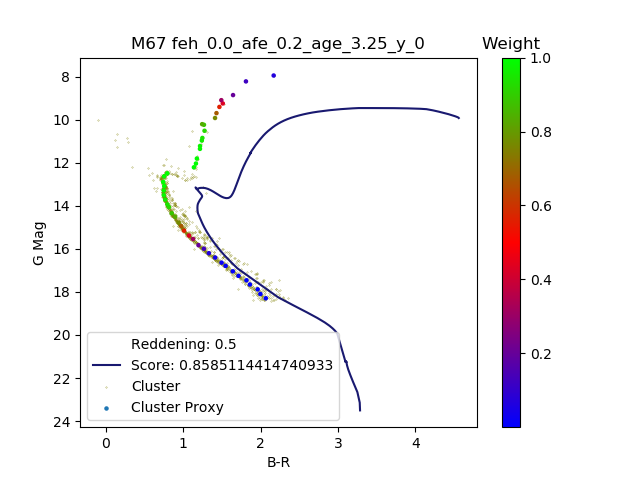 M67 feh_0.0_afe_0.2_age_3.25_y_0
Weight
8
10
12
14
16
18
20
22
24
G Mag
0
1
2
3
4
B-R
Reddening: 0.5
Score: 0.8585114414740933
Cluster
Cluster Proxy
1.0
0.8
0.6
0.4
0.2